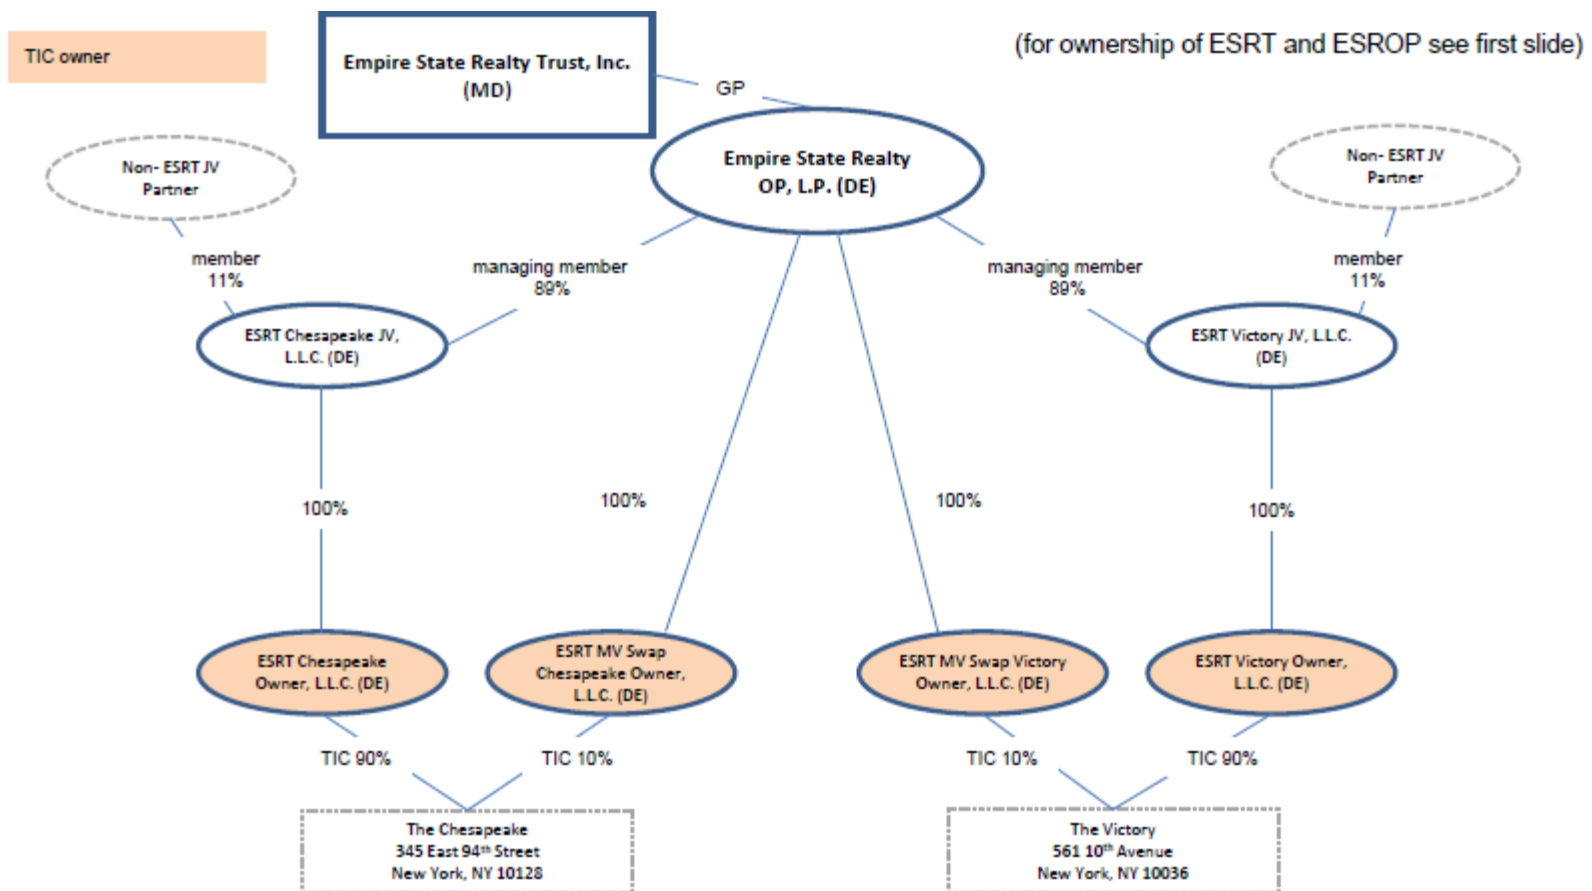 TIC owner
Empire State Realty Trust, Inc.
(MD)
(for ownership of ESRT and ESROP see first slide)
GP
Non- ESRT JV
Partner
Empire State Realty
OP, L.P. (DE)
Non- ESRT JV
Partner
member
11%
managing member
89%
managing member
89%
member
11%
ESRT Chesapeake JV,
L.L.C. (DE)
ESRT Victory JV, L.L.C.
(DE)
100%
100%
100%
100%
ESRT Chesapeake
Owner, L.L.C. (DE)
ESRT MV Swap
Chesapeake Owner,
L.L.C. (DE)
ESRT MV Swap Victory
Owner, L.L.C. (DE)
ESRT Victory Owner,
L.L.C. (DE)
TIC 90%
TIC 10%
TIC 10%
TIC 90%
The Chesapeake
345 East 94th Street
New York, NY 10128
The Victory
561 10th Avenue
New York, NY 10036